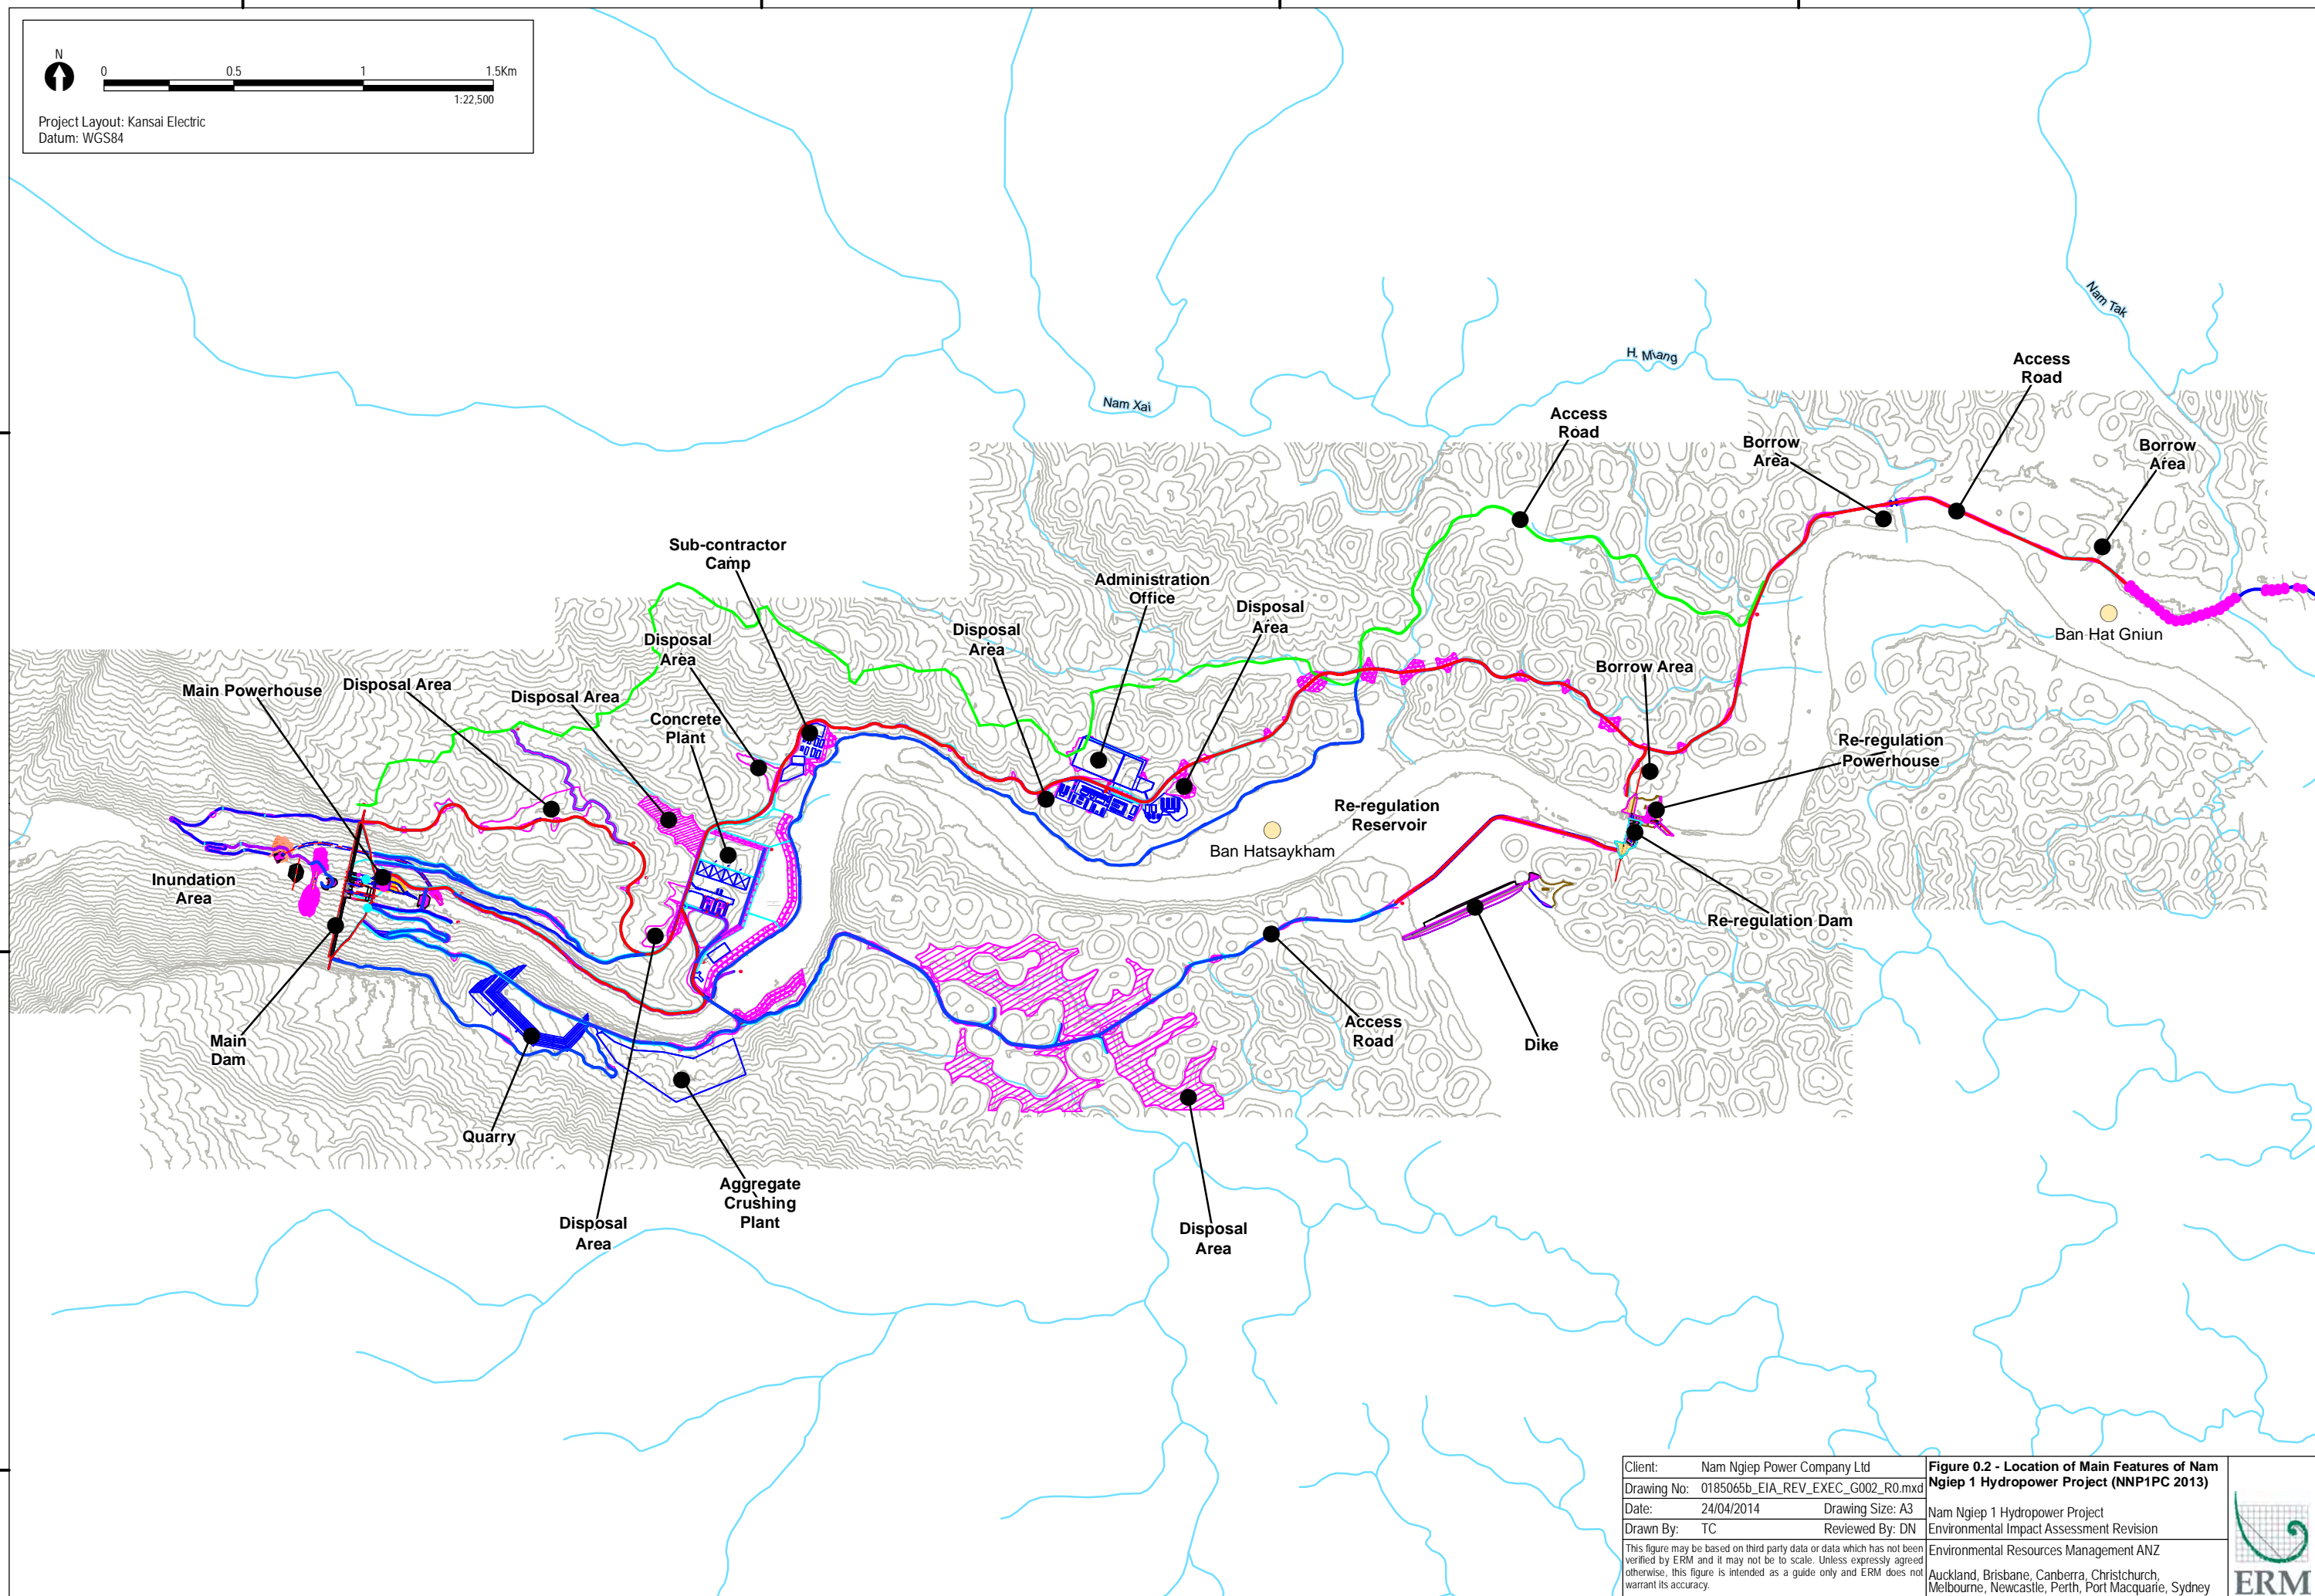 N
0 0.5 1 1.5Km
1:22,500
Project Layout: Kansai Electric
Datum: WGS84
Nam Tak
H. Miang
Nam Xai
Access
Road
Access
Road
Borrow
Area
Borrow
Area
Sub-contractor
Camp
Administration
Office
Disposal
Area
Disposal
Area
Disposal
Area
Ban Hat Gniun
Borrow Area
Main Powerhouse
Disposal Area
Disposal Area
Concrete
Plant
Re-regulation
Powerhouse
Re-regulation
Reservoir
Ban Hatsaykham
Inundation
Area
Re-regulation Dam
Main
Dam
Access
Road
Dike
Quarry
Aggregate
Crushing
Plant
Disposal
Area
Disposal
Area
Client: Nam Ngiep Power Company Ltd
Drawing No: 0185065b_EIA_REV_EXEC_G002_R0.mxd
Date: 24/04/2014 Drawing Size: A3
Drawn By: TC Reviewed By: DN
This figure may be based on third party data or data which has not been
verified by ERM and it may not be to scale. Unless expressly agreed
otherwise, this figure is intended as a guide only and ERM does not
warrant its accuracy.
Figure 0.2 - Location of Main Features of Nam
Ngiep 1 Hydropower Project (NNP1PC 2013)
Nam Ngiep 1 Hydropower Project
Environmental Impact Assessment Revision
Environmental Resources Management ANZ
Auckland, Brisbane, Canberra, Christchurch,
Melbourne, Newcastle, Perth, Port Macquarie, Sydney
ERM